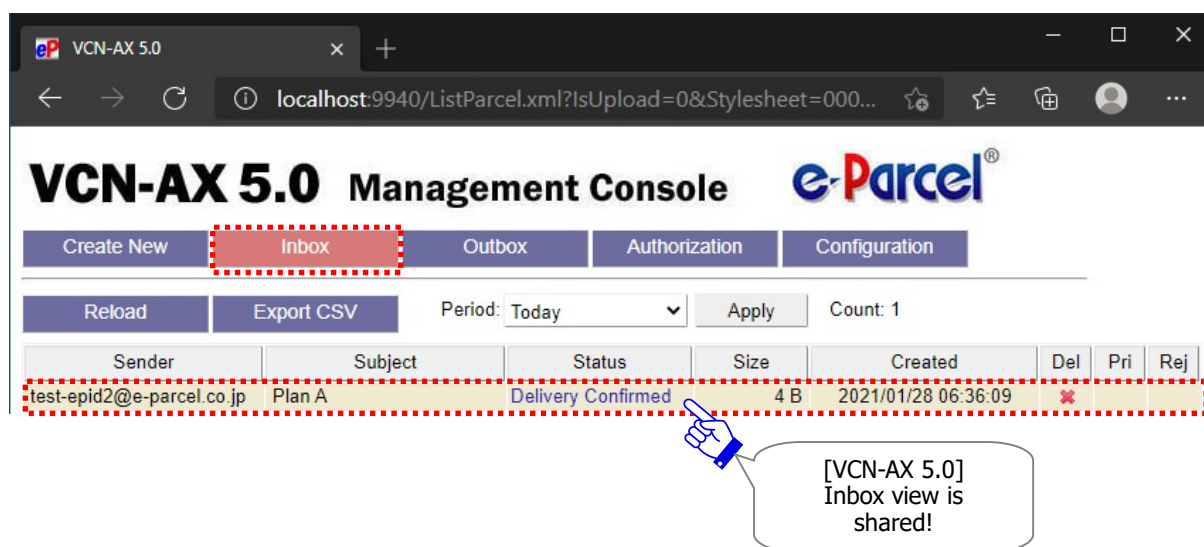 eP VCN-AX 5.0
localhost:9940/ListParcel.xml?IsUpload=0&Stylesheet=000...
VCN-AX 5.0 Management Console e-Parcel®
Create New Inbox Outbox Authorization Configuration
Reload Export CSV Period: Today Apply Count: 1
Sender Subject Status Size Created Del Pri Rej
test-epid2@e-parcel.co.jp Plan A Delivery Confirmed 4 B 2021/01/28 06:36:09
[VCN-AX 5.0]
Inbox view is
shared!